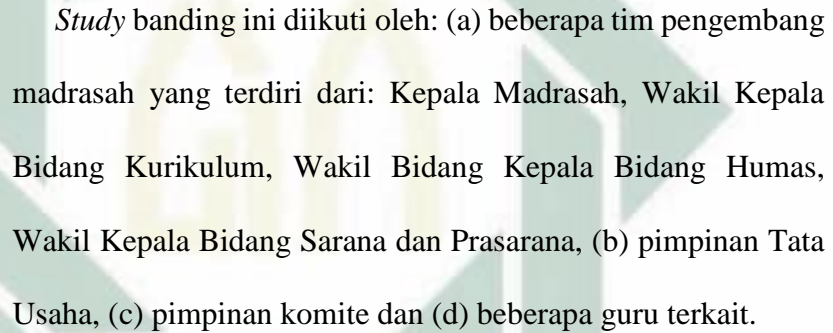 Study banding ini diikuti oleh: (a) beberapa tim pengembang
madrasah yang terdiri dari: Kepala Madrasah, Wakil Kepala
Bidang Kurikulum, Wakil Bidang Kepala Bidang Humas,
Wakil Kepala Bidang Sarana dan Prasarana, (b) pimpinan Tata
Usaha, (c) pimpinan komite dan (d) beberapa guru terkait.